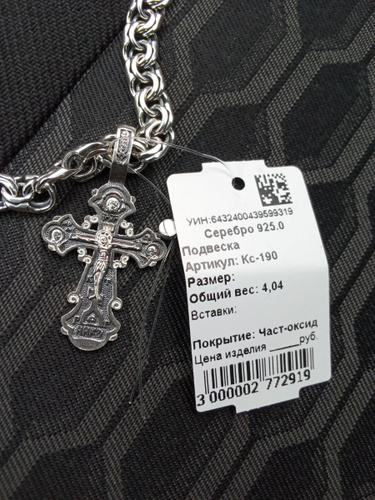 УИН:6432400439599319
Серебро 925.0
Подвеска
Артикул: Кс-190
Размер:
Общий вес: 4,04
Вставки:
Покрытие: Част-оксид
Цена изделия _____руб.
3 000002 772919